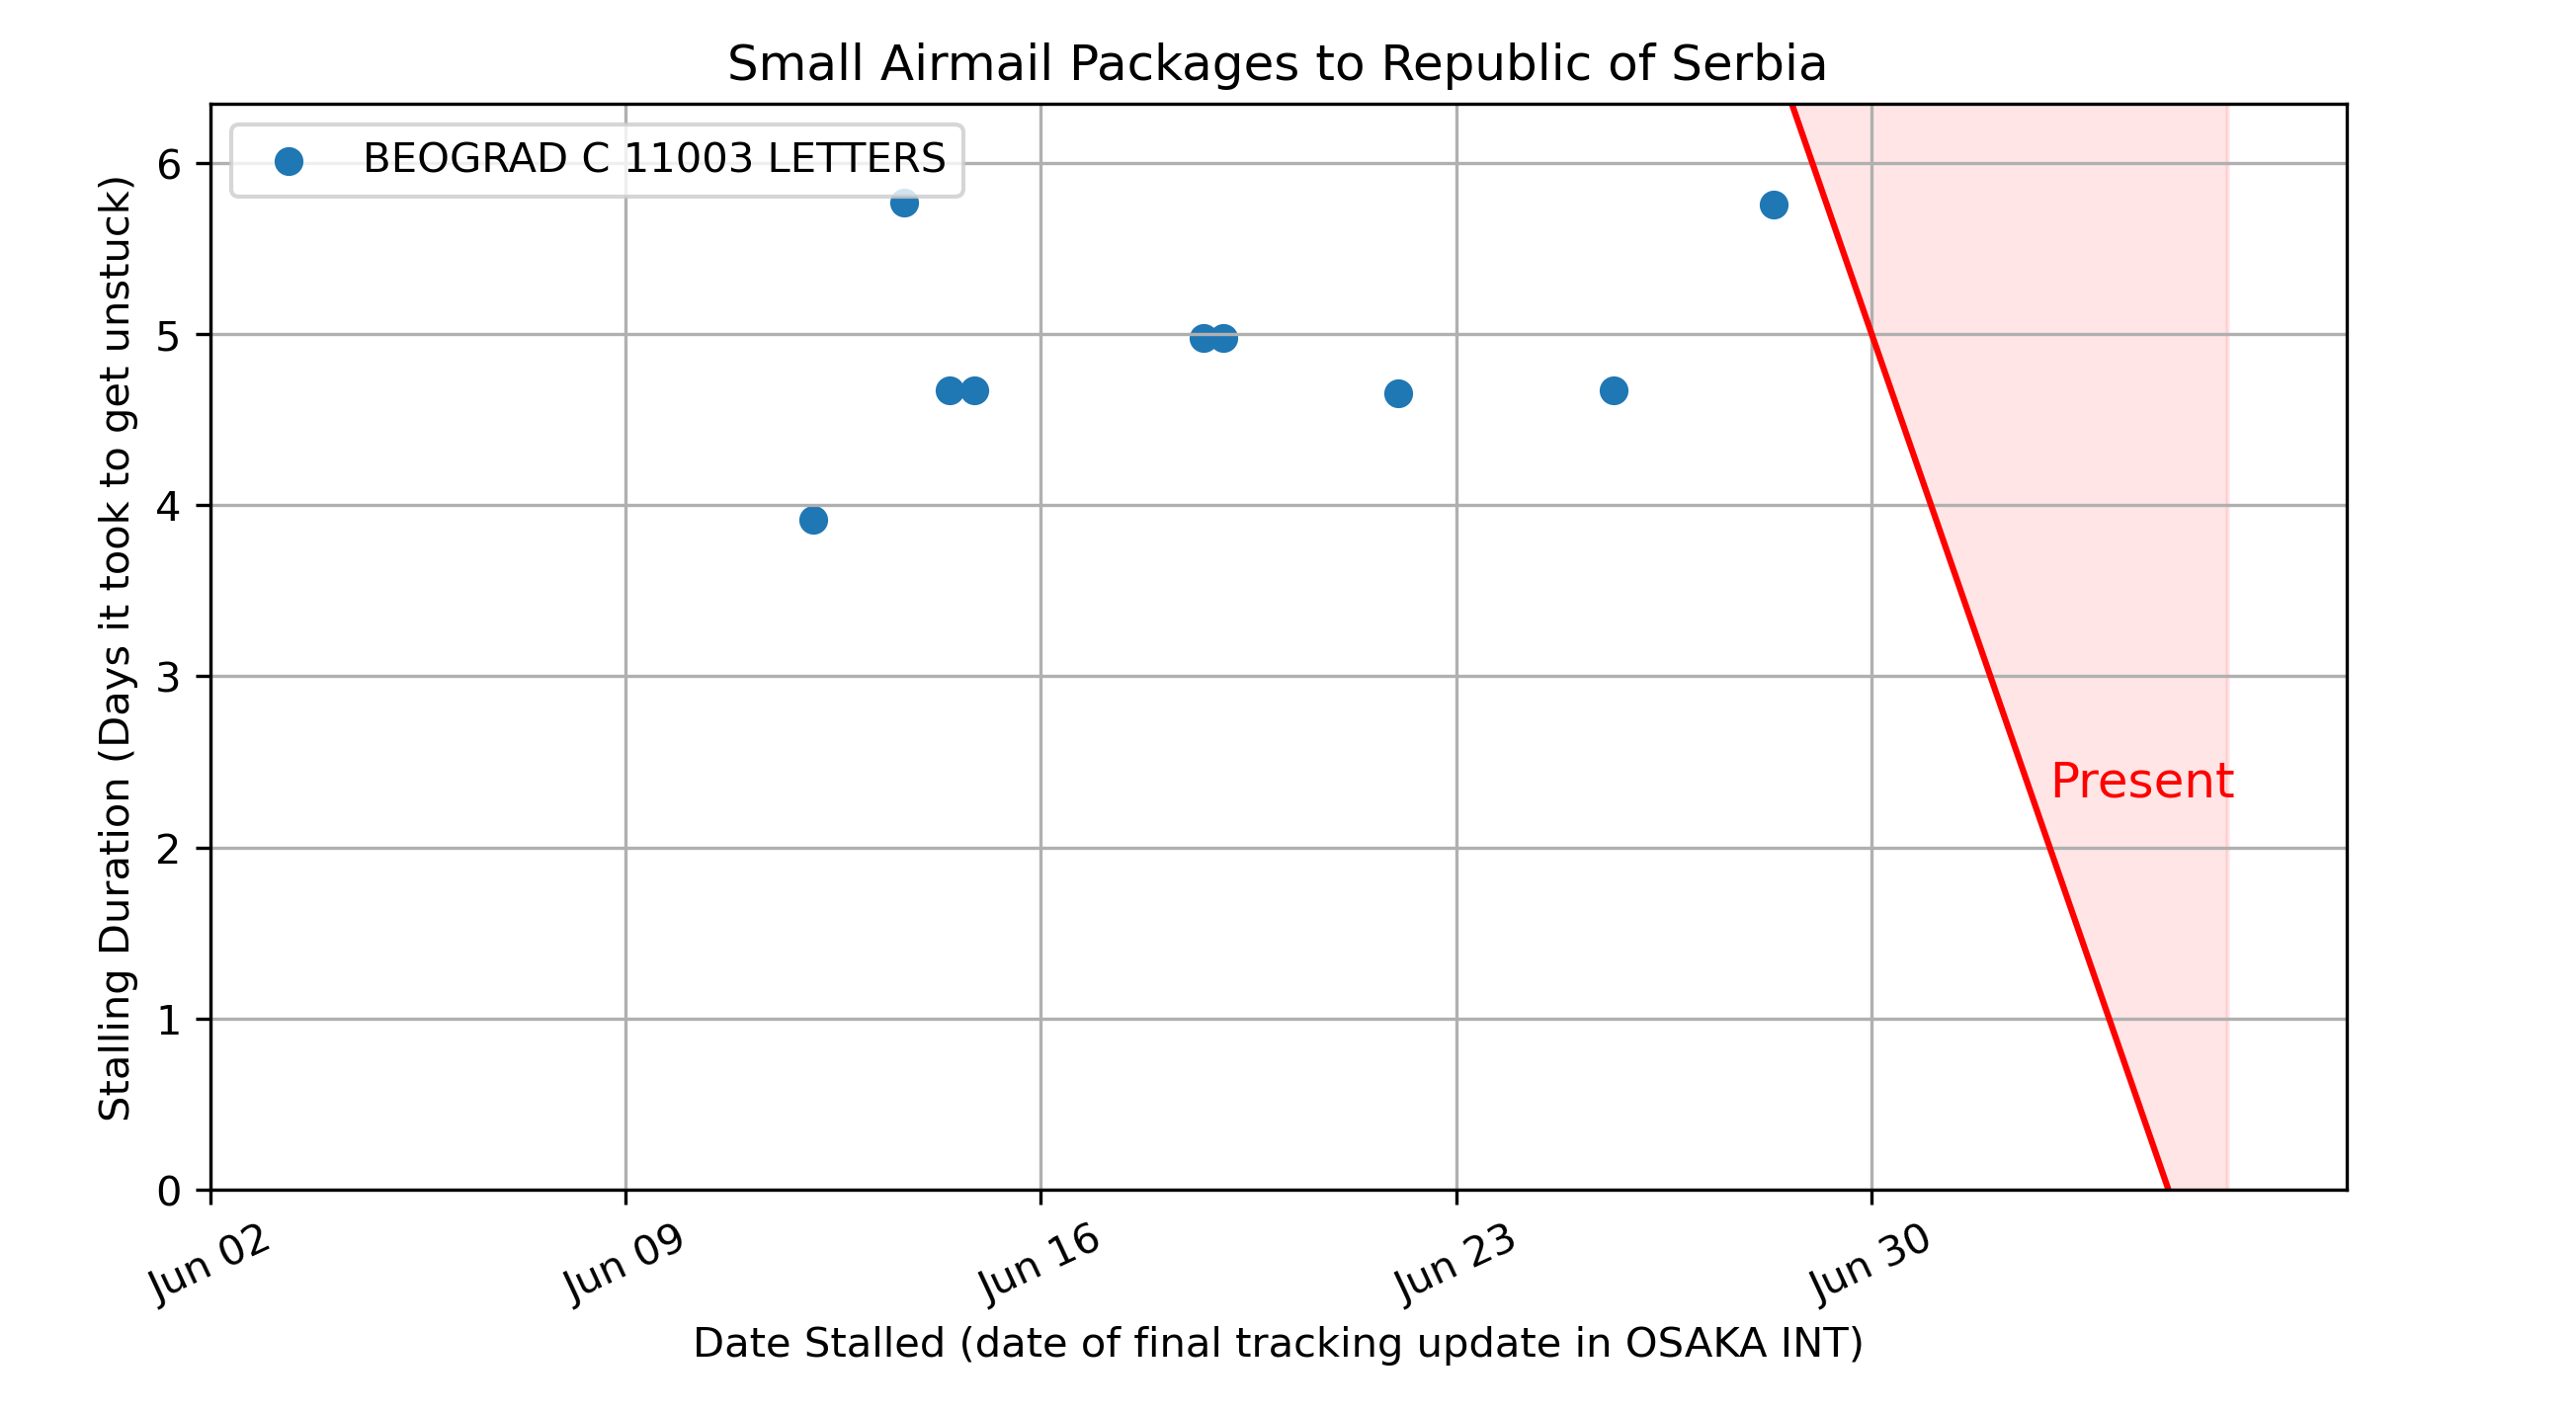 Small Airmail Packages to Republic of Serbia
BEOGRAD C 11003 LETTERS
Stalling Duration (Days it took to get unstuck)
6
5
4
3
2
1
0
Present
Jun 02
Jun 09
Jun 16
Jun 23
Jun 30
Date Stalled (date of final tracking update in OSAKA INT)